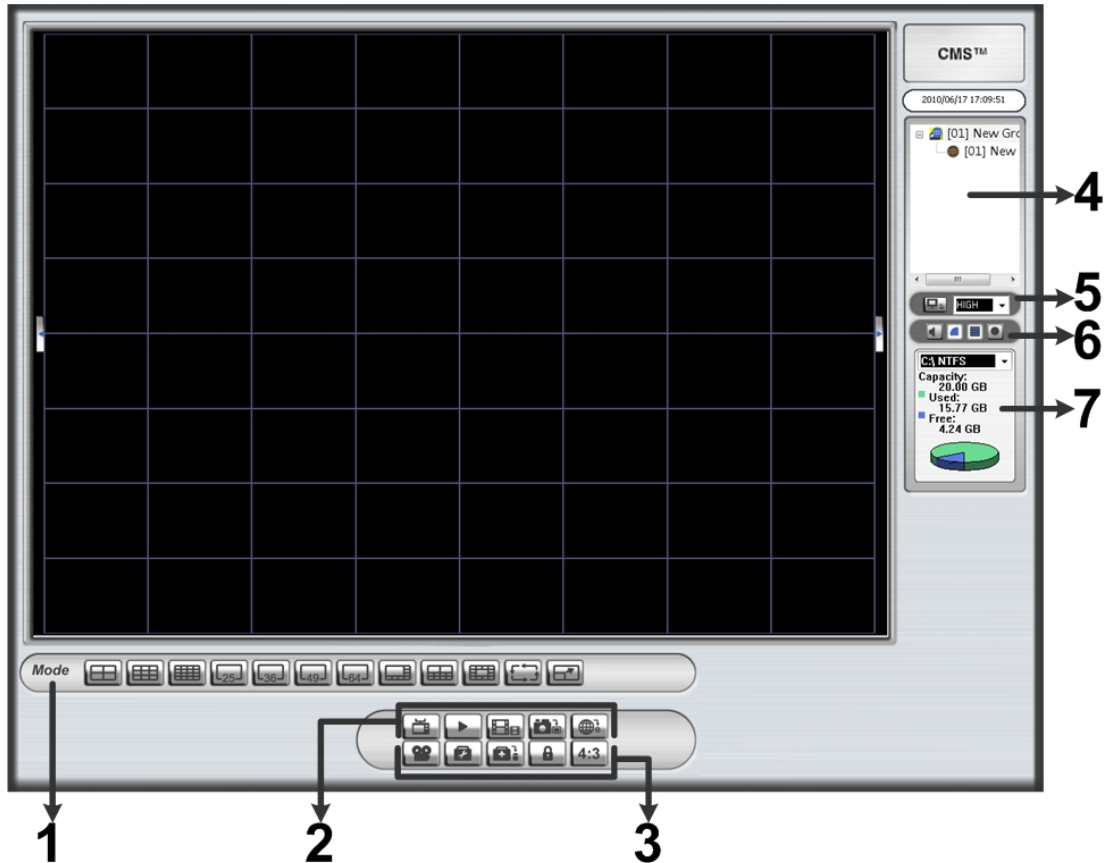 CMS™
2010/06/17 17:09:51
[01] New Gro
[01] New
4
HIGH
5
6
C:\ NTFS
Capacity:
20.00 GB
Used:
15.77 GB
Free:
4.24 GB
7
Mode
25
36
49
64
4:3
1
2
3